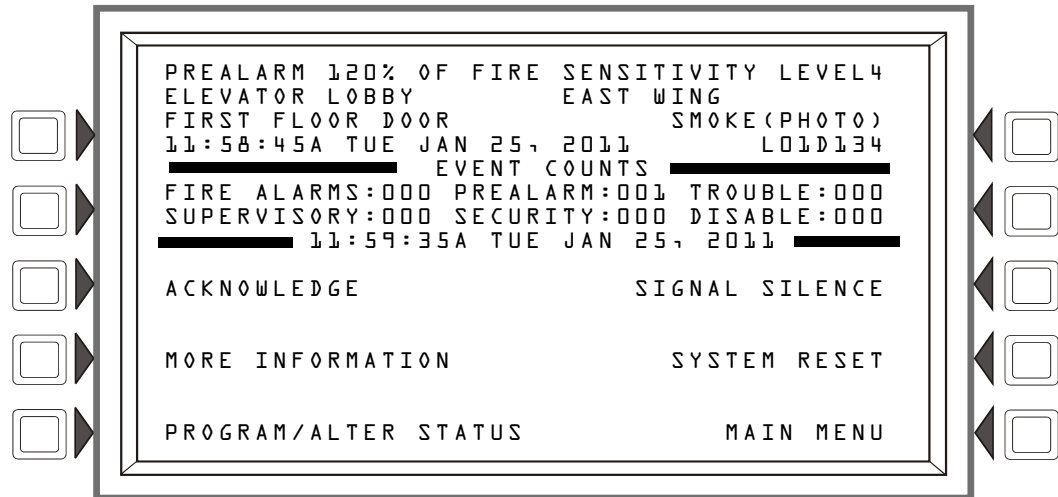 PREALARM 120% OF FIRE SENSITIVITY LEVEL4
ELEVATOR LOBBY EAST WING
FIRST FLOOR DOOR SMOKE(PHOTO)
11:58:45A TUE JAN 25, 2011 L01D134
EVENT COUNTS
FIRE ALARMS:000 PREALARM:001 TROUBLE:000
SUPERVISORY:000 SECURITY:000 DISABLE:000
11:59:35A TUE JAN 25, 2011
ACKNOWLEDGE SIGNAL SILENCE
MORE INFORMATION SYSTEM RESET
PROGRAM/ALTER STATUS MAIN MENU